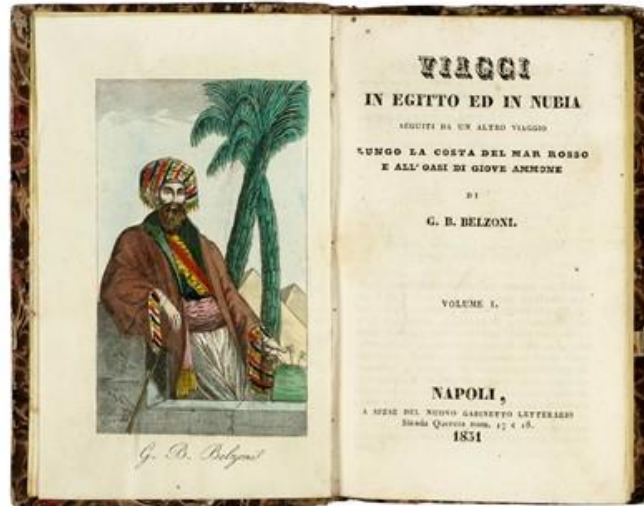 G. B. Belzoni
VIAGGI
IN EGITTO ED IN NUBIA
SEGUITI DA UN ALTRO VIAGGIO
LUNGO LA COSTA DEL MAR ROSSO
E ALL' OASI DI GIOVE AMMONE
DI
G. B. BELZONI.
VOLUME I.
NAPOLI,
A SPESE DEL NUOVO GABINETTO LETTERARIO
Strada Quercia num. 17 e 18.
1831